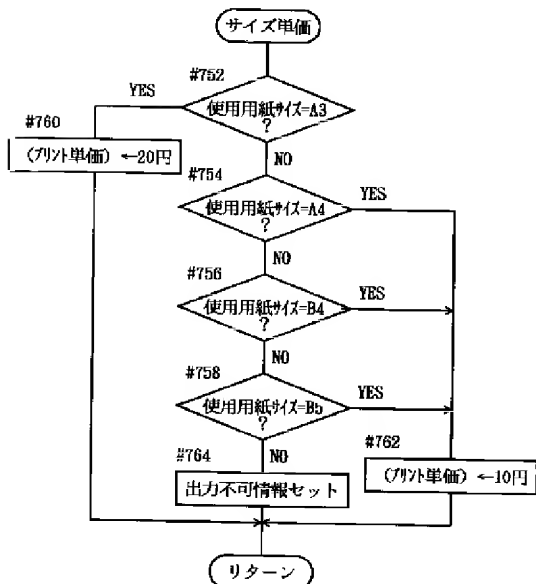 サイズ単価
#752
YES
使用用紙サイズ=A3
?
#760
(プリント単価) ←20円
NO
#754
使用用紙サイズ=A4
?
YES
NO
#756
使用用紙サイズ=B4
?
YES
NO
#758
使用用紙サイズ=B5
?
YES
NO
#764
出力不可情報セット
#762
(プリント単価) ←10円
リターン